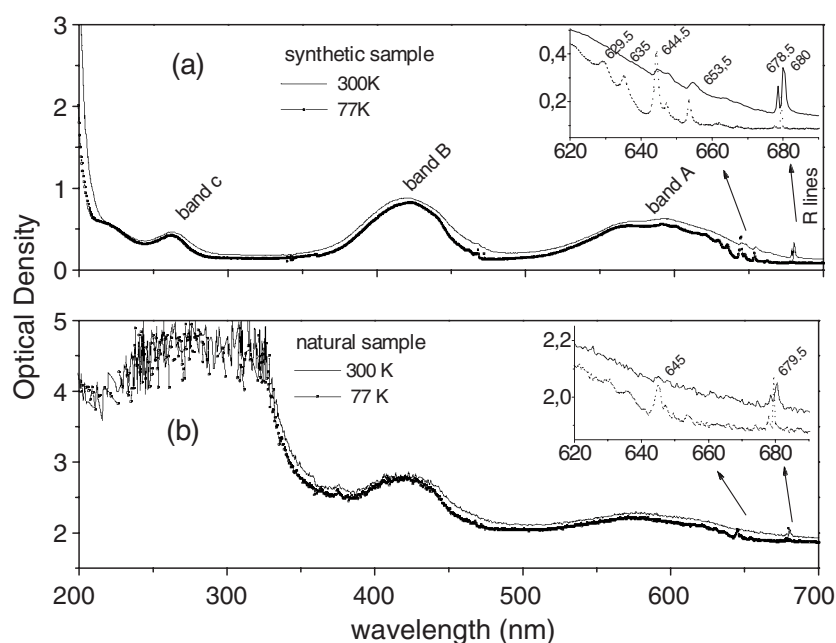 3
(a)
synthetic sample
300K
77K
2
1
0
band c
band B
band A
R lines
0,4
0,2
629.5
635
644.5
653.5
678.5
680
620
640
660
680
Optical Density
5
natural sample
300 K
77 K
4
(b)
3
2
2,2
2,0
645
679.5
620
640
660
680
200
300
400
500
600
700
wavelength (nm)